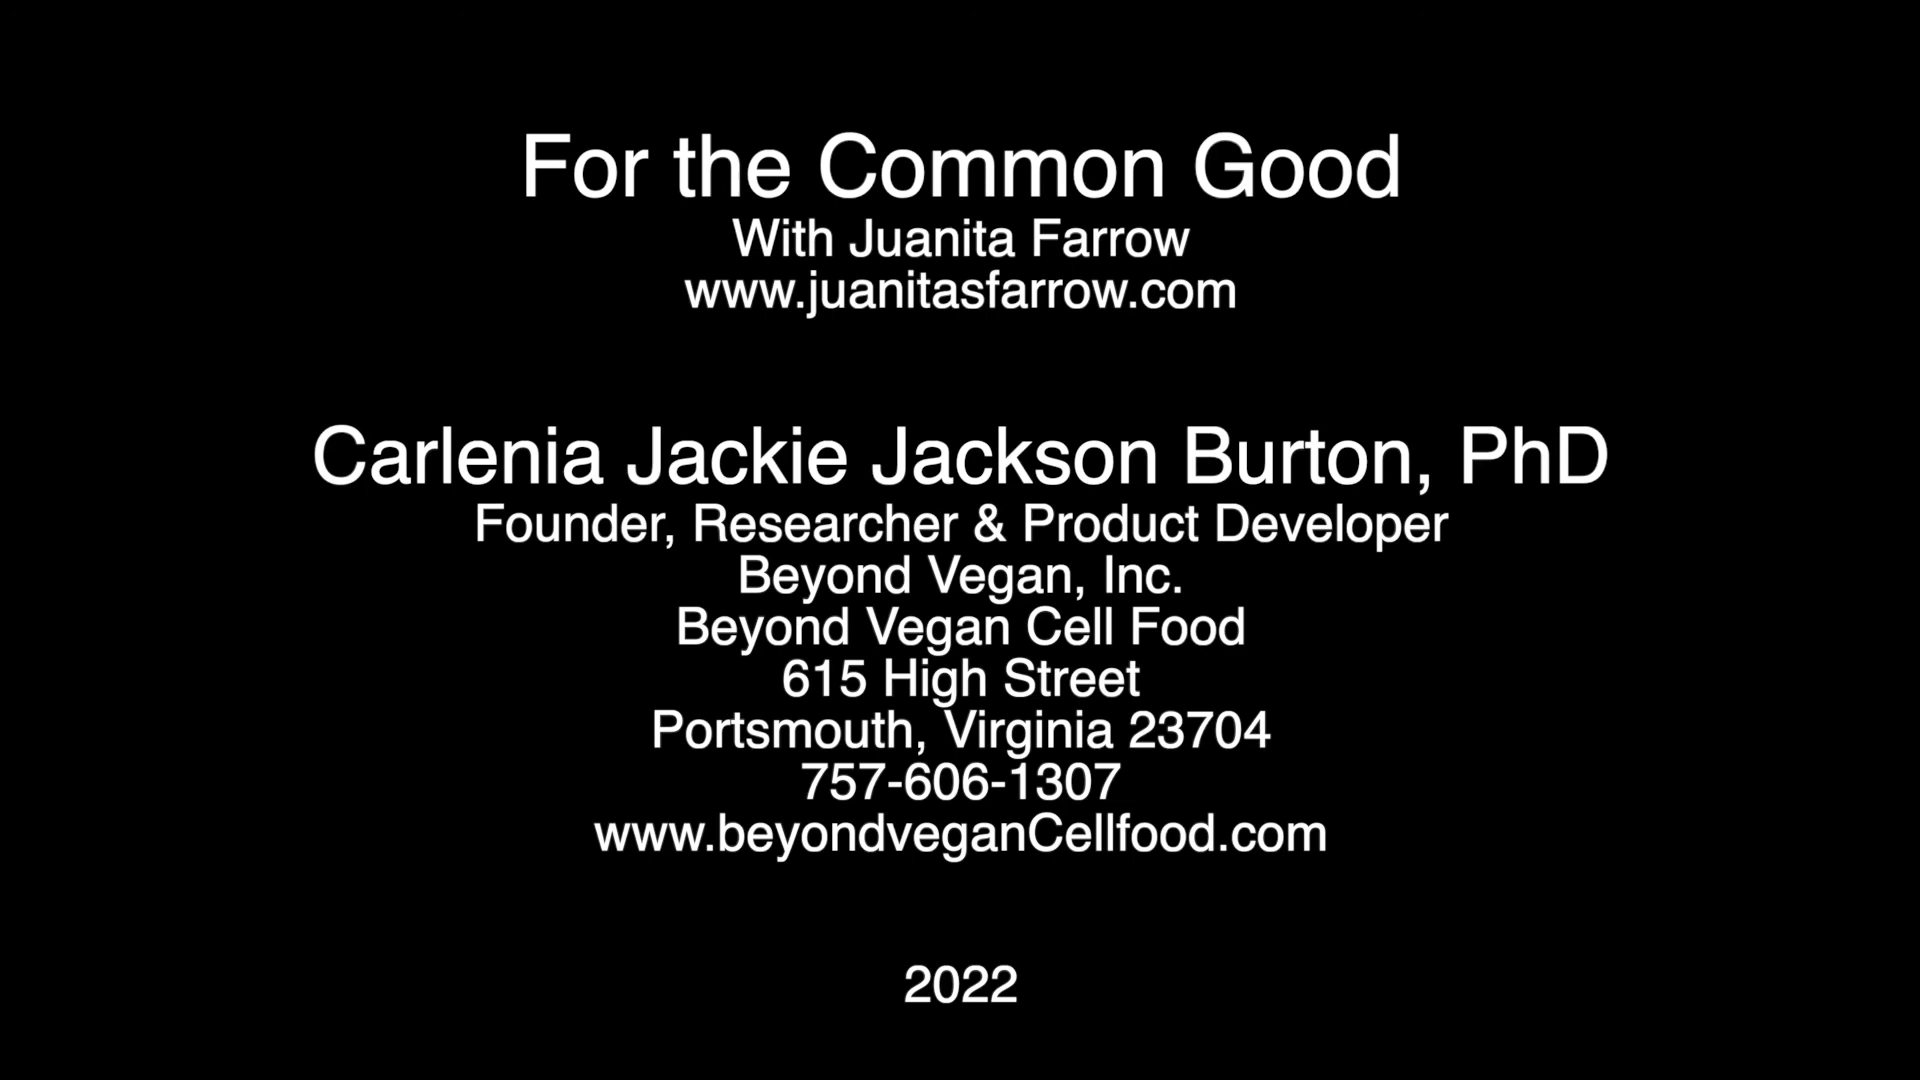 For the Common Good
With Juanita Farrow
www.juanitasfarrow.com
Carlenia Jackie Jackson Burton, PhD
Founder, Researcher & Product Developer
Beyond Vegan, Inc.
Beyond Vegan Cell Food
615 High Street
Portsmouth, Virginia 23704
757-606-1307
www.beyondveganCellfood.com
2022